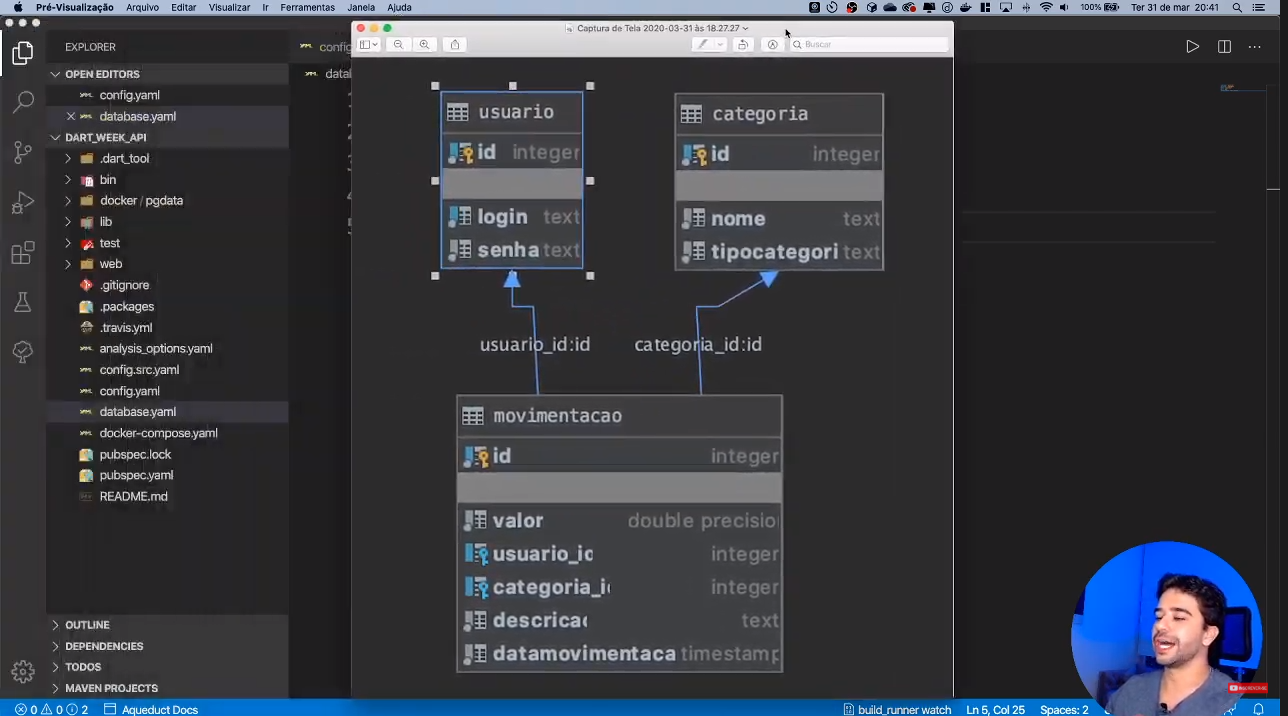 Pré-Visualização Arquivo Editar Visualizar Ir Ferramentas Janela Ajuda
100% Ter 31 de mar 20:41
Captura de Tela 2020-03-31 às 18.27.27
Buscar
EXPLORER
OPEN EDITORS
config.yaml
database.yaml
DART_WEEK_API
.dart_tool
bin
docker / pgdata
lib
test
web
.gitignore
.packages
.travis.yml
analysis_options.yaml
config.src.yaml
config.yaml
database.yaml
docker-compose.yaml
pubspec.lock
pubspec.yaml
README.md
OUTLINE
DEPENDENCIES
TODOS
MAVEN PROJECTS
config
datal
usuario
id integer
login text
senha text
categoria
id integer
nome text
tipocategori text
usuario_id:id
categoria_id:id
movimentacao
id integer
valor double precisio
usuario_id integer
categoria_i integer
descricao text
datamovimentaca timestamp
0 0 2 Aqueduct Docs
build_runner watch Ln 5, Col 25 Spaces: 2